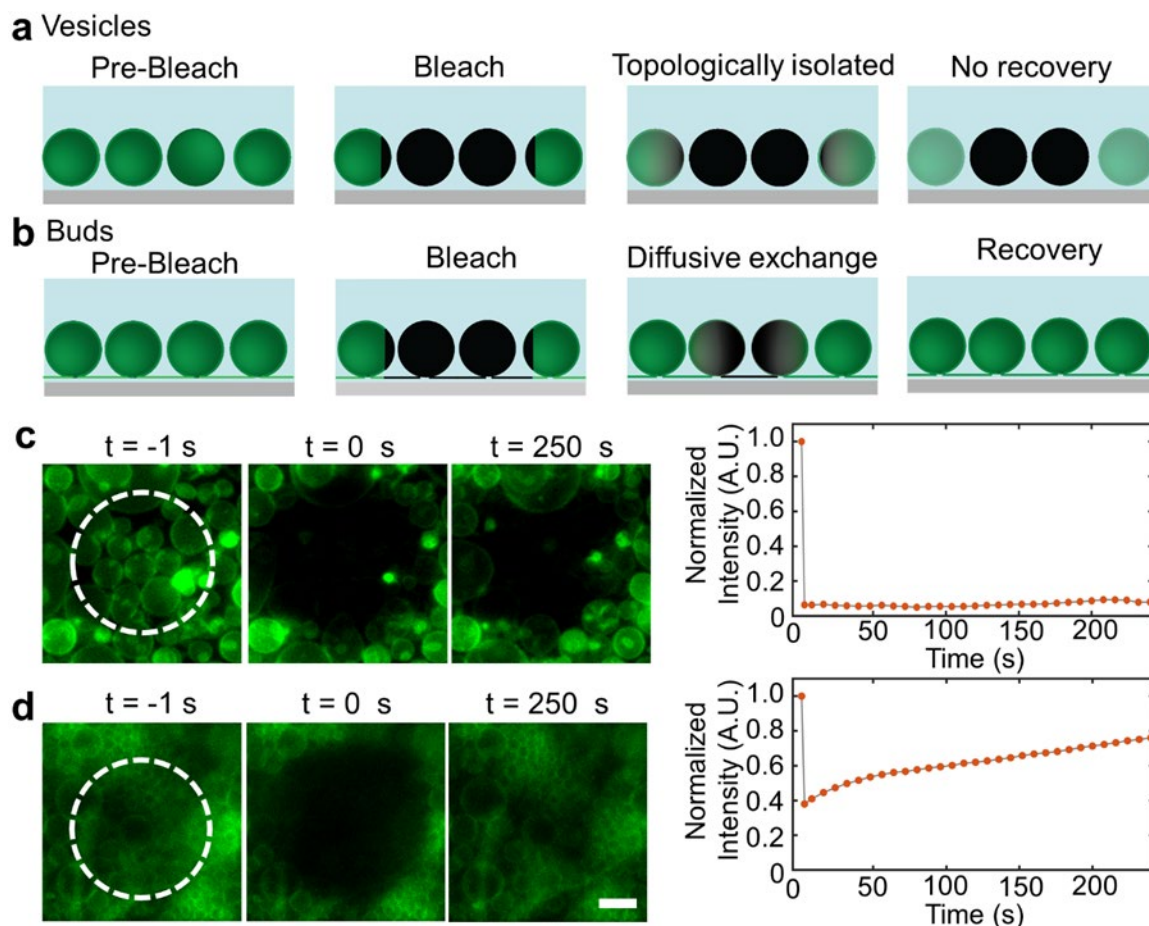 a Vesicles
Pre-Bleach
Bleach
Topologically isolated
No recovery
b Buds
Pre-Bleach
Bleach
Diffusive exchange
Recovery
c
t = -1 s
t = 0 s
t = 250 s
Normalized
Intensity (A.U.)
1.0
0.8
0.6
0.4
0.2
0
0
50
100
150
200
Time (s)
d
t = -1 s
t = 0 s
t = 250 s
Normalized
Intensity (A.U.)
1.0
0.8
0.6
0.4
0.2
0
0
50
100
150
200
Time (s)